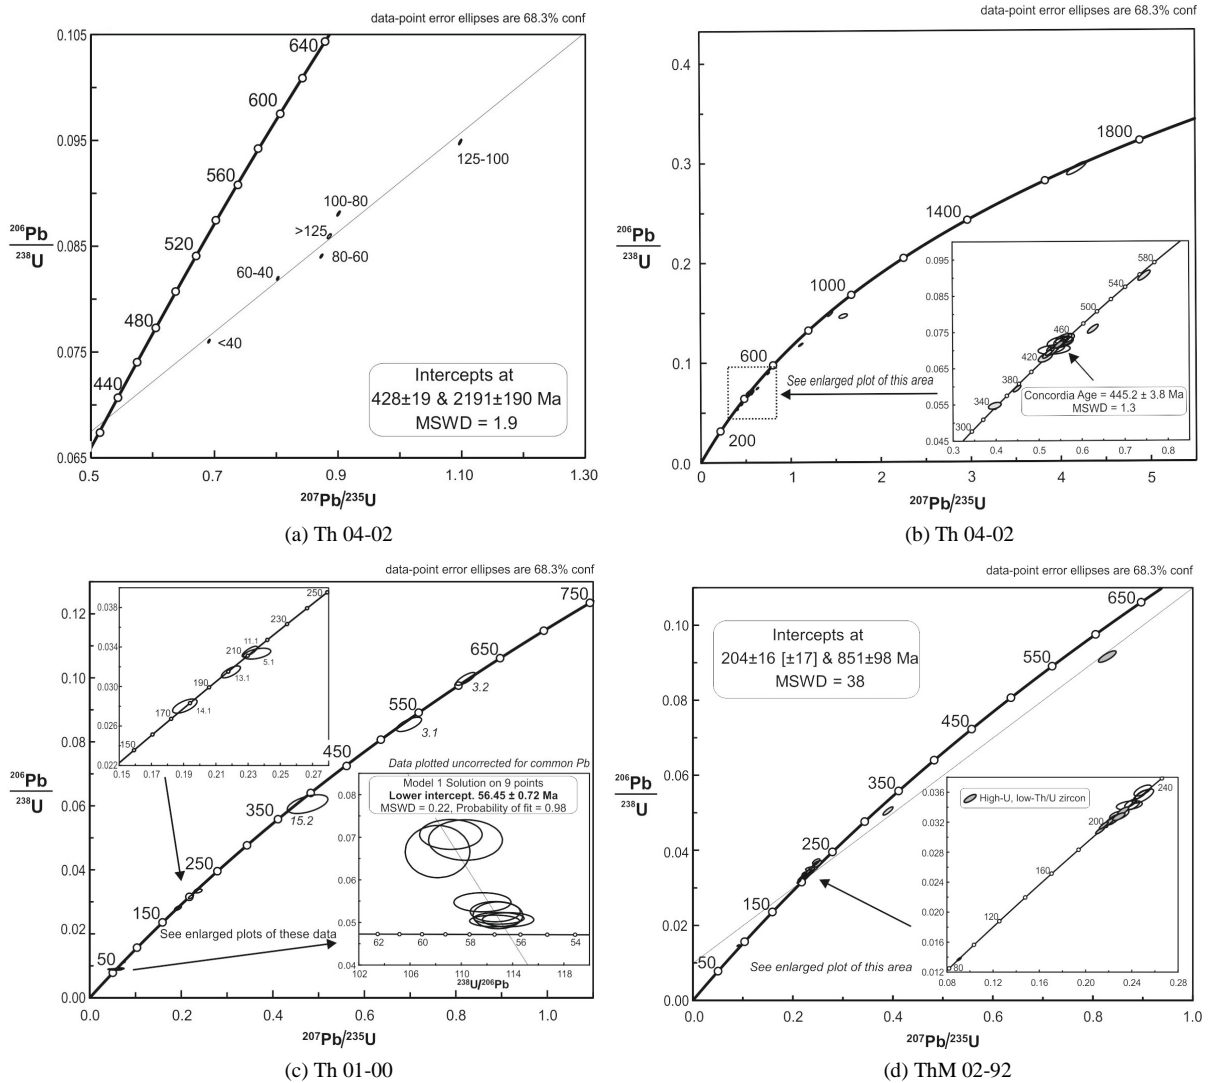 data-point error ellipses are 68.3% conf
0.105
640
600
0.095
125-100
560
100-80
>125
206Pb
238U
0.085
520
80-60
60-40
480
<40
0.075
440
Intercepts at
428±19 & 2191±190 Ma
MSWD = 1.9
0.065
0.5 0.7 0.9 1.10 1.30
207Pb/235U
(a) Th 04-02
data-point error ellipses are 68.3% conf
0.4
1800
0.3
206Pb
238U
1400
0.2
1000
0.1
600
See enlarged plot of this area
200
0.0
0 1 2 3 4 5
207Pb/235U
0.095
580
0.085
540
500
0.075
460
420
0.065
380
0.055
340
Concordia Age = 445.2 ± 3.8 Ma
MSWD = 1.3
300
0.045
0.3 0.4 0.5 0.6 0.7 0.8
(b) Th 04-02
data-point error ellipses are 68.3% conf
750
0.12
650
0.10
3.2
550
0.08
3.1
206Pb
238U
450
0.06
350
15.2
0.04
250
150
0.02
50
0.00
See enlarged plots of these data
0.0 0.2 0.4 0.6 0.8 1.0
207Pb/235U
0.038
250
230
0.034
11.1
210
5.1
13.1
0.030
190
170
14.1
0.026
150
0.022
0.15 0.17 0.19 0.21 0.23 0.25 0.27
Data plotted uncorrected for common Pb
Model 1 Solution on 9 points
Lower intercept. 56.45 ± 0.72 Ma
MSWD = 0.22, Probability of fit = 0.98
0.08
0.07
0.06
0.05
62 60 58 56 54
0.04
102 106 110 114 118
238U/206Pb
(c) Th 01-00
data-point error ellipses are 68.3% conf
650
0.10
Intercepts at
204±16 [±17] & 851±98 Ma
MSWD = 38
550
0.08
450
206Pb
238U
0.06
350
0.04
250
150
0.02
50
0.00
See enlarged plot of this area
0.0 0.2 0.4 0.6 0.8 1.0
207Pb/235U
High-U, low-Th/U zircon
0.036
240
0.032
200
0.028
0.024
160
0.020
120
0.016
80
0.012
0.08 0.12 0.16 0.20 0.24 0.28
(d) ThM 02-92